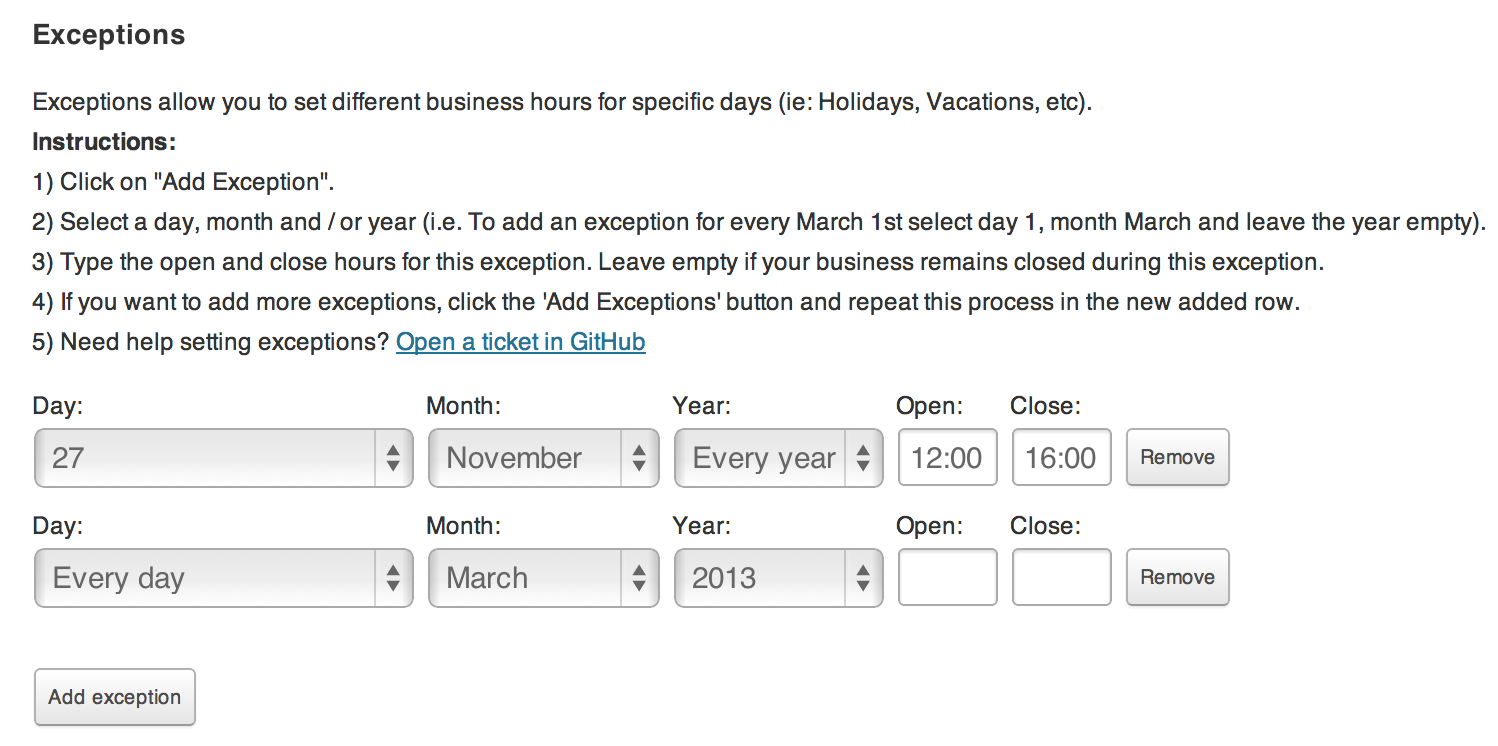 Exceptions
Exceptions allow you to set different business hours for specific days (ie: Holidays, Vacations, etc).
Instructions:
1) Click on "Add Exception".
2) Select a day, month and / or year (i.e. To add an exception for every March 1st select day 1, month March and leave the year empty).
3) Type the open and close hours for this exception. Leave empty if your business remains closed during this exception.
4) If you want to add more exceptions, click the 'Add Exceptions' button and repeat this process in the new added row.
5) Need help setting exceptions? Open a ticket in GitHub
Day: Month: Year: Open: Close:
27 November Every year 12:00 16:00 Remove
Day: Month: Year: Open: Close:
Every day March 2013 Remove
Add exception